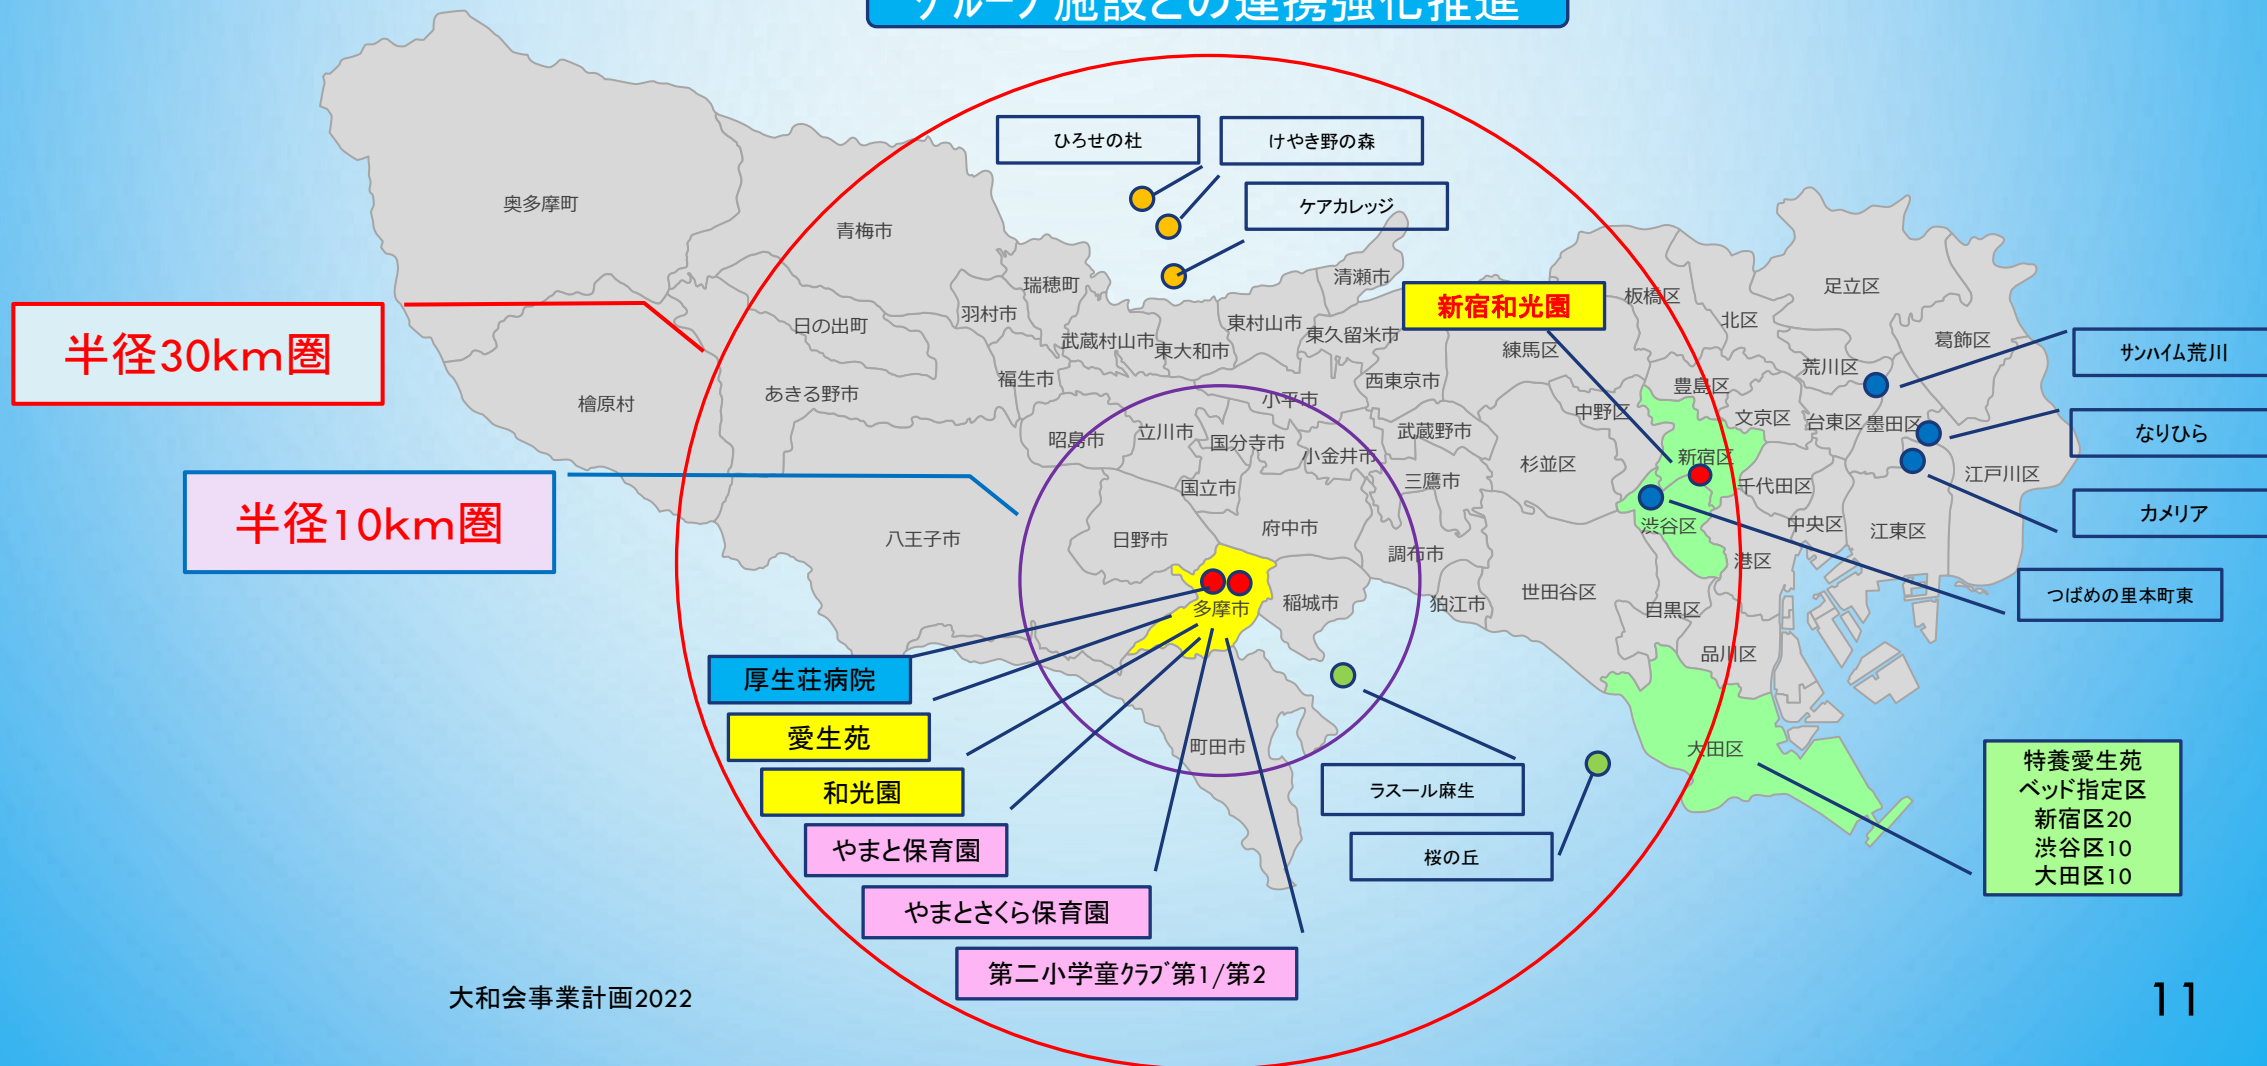 グループ施設との連携強化推進
ひろせの杜
けやき野の森
ケアカレッジ
奥多摩町
青梅市
瑞穂町
清瀬市
足立区
板橋区
新宿和光園
羽村市
日の出町
東村山市
北区
武蔵村山市
東大和市
東久留米市
練馬区
葛飾区
サンハイム荒川
半径30km圏
荒川区
福生市
西東京市
豊島区
あきる野市
檜原村
小平市
中野区
文京区
台東区
墨田区
なりひら
昭島市
立川市
国分寺市
武蔵野市
小金井市
杉並区
新宿区
江戸川区
三鷹市
国立市
千代田区
カメリア
半径10km圏
八王子市
日野市
府中市
渋谷区
中央区
江東区
調布市
港区
世田谷区
つばめの里本町東
多摩市
稲城市
狛江市
目黒区
品川区
厚生荘病院
愛生苑
町田市
大田区
和光園
ラスール麻生
特養愛生苑
ベッド指定区
新宿区20
渋谷区10
大田区10
やまと保育園
桜の丘
やまとさくら保育園
第二小学童ｸﾗﾌﾞ第1/第2
大和会事業計画2022
11